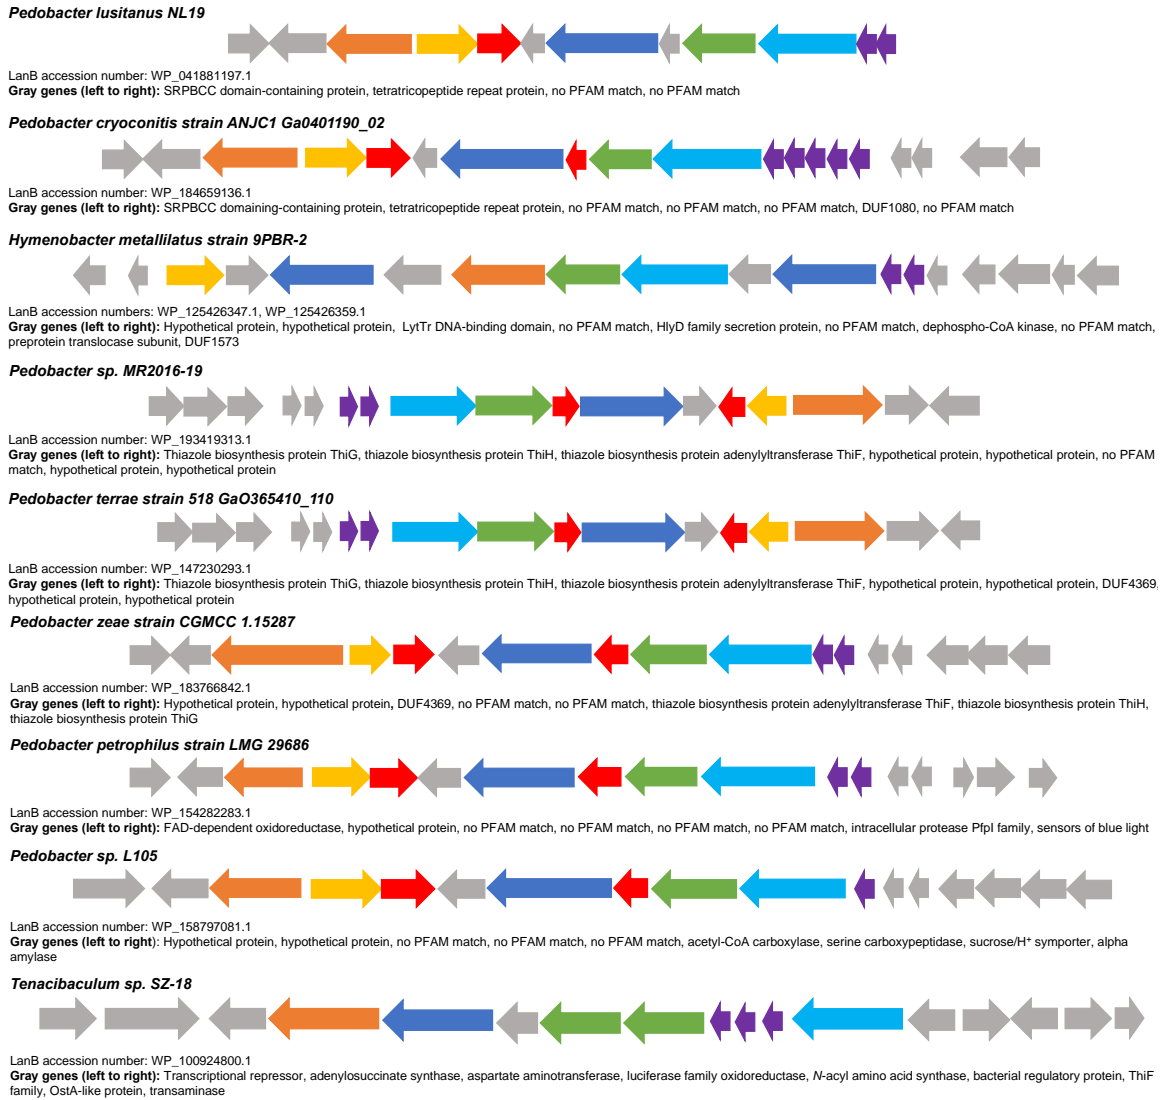 Pedobacter lusitanus NL19
LanB accession number: WP_041881197.1
Gray genes (left to right): SRPBCC domain-containing protein, tetratricopeptide repeat protein, no PFAM match, no PFAM match
Pedobacter cryoconitis strain ANJC1 Ga0401190_02
LanB accession number: WP_184659136.1
Gray genes (left to right): SRPBCC domaining-containing protein, tetratricopeptide repeat protein, no PFAM match, no PFAM match, no PFAM match, DUF1080, no PFAM match
Hymenobacter metallilatus strain 9PBR-2
LanB accession numbers: WP_125426347.1, WP_125426359.1
Gray genes (left to right): Hypothetical protein, hypothetical protein, LytTr DNA-binding domain, no PFAM match, HlyD family secretion protein, no PFAM match, dephospho-CoA kinase, no PFAM match,
preprotein translocase subunit, DUF1573
Pedobacter sp. MR2016-19
LanB accession number: WP_193419313.1
Gray genes (left to right): Thiazole biosynthesis protein ThiG, thiazole biosynthesis protein ThiH, thiazole biosynthesis protein adenylyltransferase ThiF, hypothetical protein, hypothetical protein, no PFAM
match, hypothetical protein, hypothetical protein
Pedobacter terrae strain 518 GaO365410_110
LanB accession number: WP_147230293.1
Gray genes (left to right): Thiazole biosynthesis protein ThiG, thiazole biosynthesis protein ThiH, thiazole biosynthesis protein adenylyltransferase ThiF, hypothetical protein, hypothetical protein, DUF4369,
hypothetical protein, hypothetical protein
Pedobacter zeae strain CGMCC 1.15287
LanB accession number: WP_183766842.1
Gray genes (left to right): Hypothetical protein, hypothetical protein, DUF4369, no PFAM match, no PFAM match, thiazole biosynthesis protein adenylyltransferase ThiF, thiazole biosynthesis protein ThiH,
thiazole biosynthesis protein ThiG
Pedobacter petrophilus strain LMG 29686
LanB accession number: WP_154282283.1
Gray genes (left to right): FAD-dependent oxidoreductase, hypothetical protein, no PFAM match, no PFAM match, no PFAM match, no PFAM match, intracellular protease PfpI family, sensors of blue light
Pedobacter sp. L105
LanB accession number: WP_158797081.1
Gray genes (left to right): Hypothetical protein, hypothetical protein, no PFAM match, no PFAM match, no PFAM match, acetyl-CoA carboxylase, serine carboxypeptidase, sucrose/H⁺ symporter, alpha
amylase
Tenacibaculum sp. SZ-18
LanB accession number: WP_100924800.1
Gray genes (left to right): Transcriptional repressor, adenylosuccinate synthase, aspartate aminotransferase, luciferase family oxidoreductase, N-acyl amino acid synthase, bacterial regulatory protein, ThiF
family, OstA-like protein, transaminase